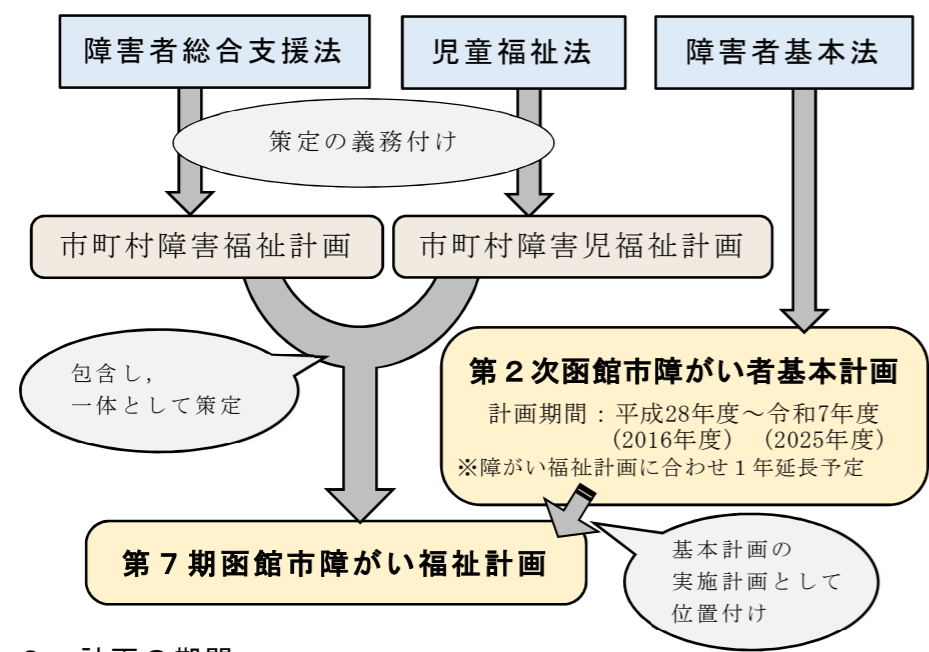 障害者総合支援法
児童福祉法
障害者基本法
策定の義務付け
市町村障害福祉計画
市町村障害児福祉計画
包含し，
一体として策定
第２次函館市障がい者基本計画
計画期間：平成28年度～令和7年度
（2016年度）（2025年度）
※障がい福祉計画に合わせ１年延長予定
第７期函館市障がい福祉計画
基本計画の
実施計画として
位置付け